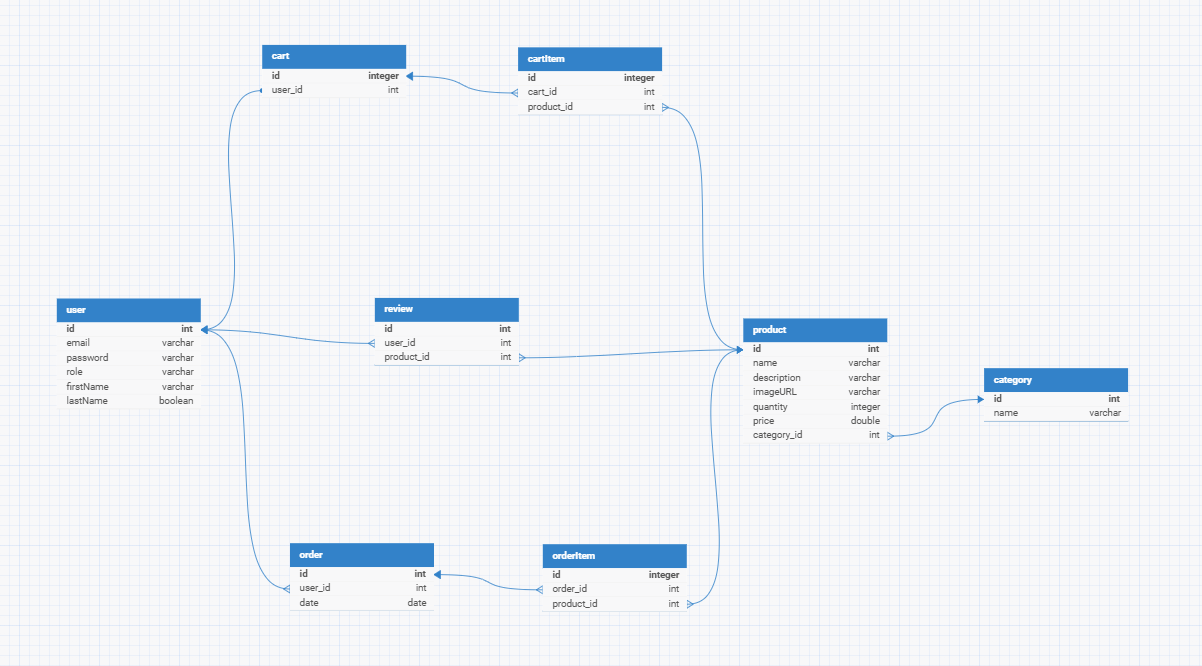 cart
id integer
user_id int
cartItem
id integer
cart_id int
product_id int
user
id int
email varchar
password varchar
role varchar
firstName varchar
lastName boolean
review
id int
user_id int
product_id int
product
id int
name varchar
description varchar
imageURL varchar
quantity integer
price double
category_id int
category
id int
name varchar
order
id int
user_id int
date date
orderItem
id integer
order_id int
product_id int